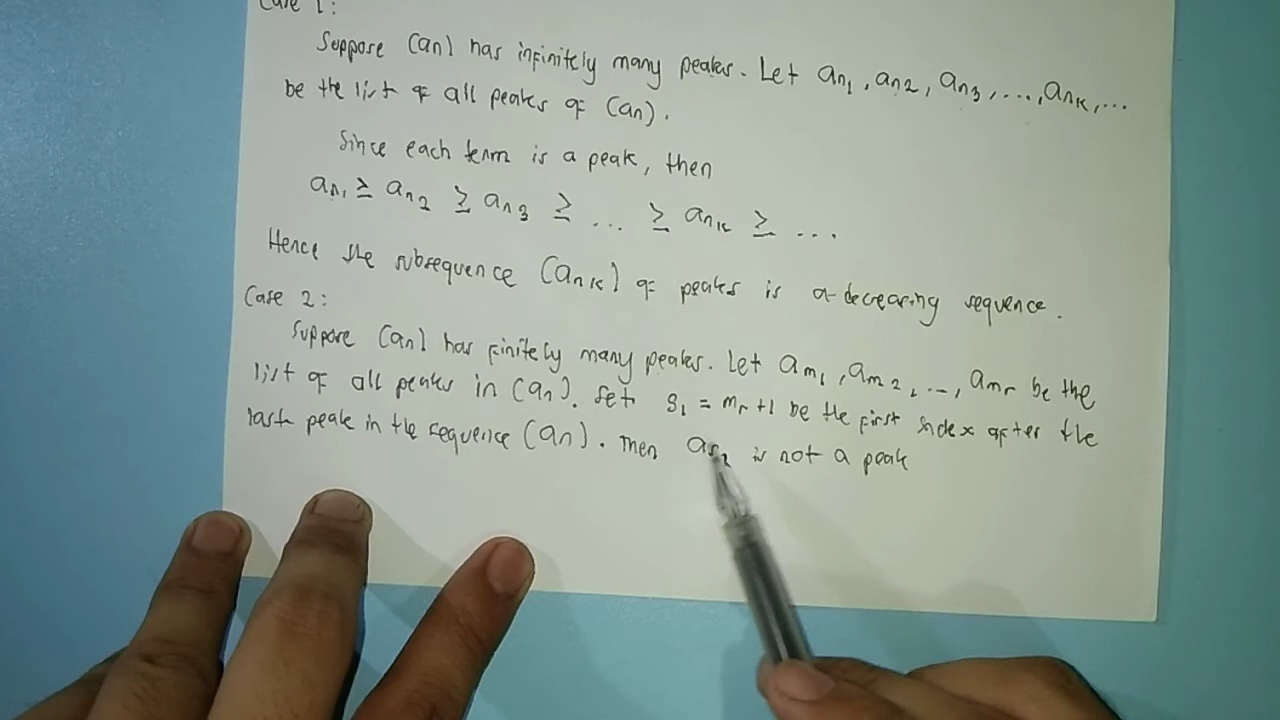 Case 1:
Suppose (an) has infinitely many peaks. Let an1, an2, an3, ..., ank, ...
be the list of all peaks of (an).
Since each term is a peak, then
an1 ≥ an2 ≥ an3 ≥ ... ≥ ank ≥ ...
Hence the subsequence (ank) of peaks is a decreasing sequence.
Case 2:
Suppose (an) has finitely many peaks. Let am1, am2, ..., amr be the
list of all peaks in (an). Set s1 = mr +1 be the first index after the
last peak in the sequence (an). Then is not a peak